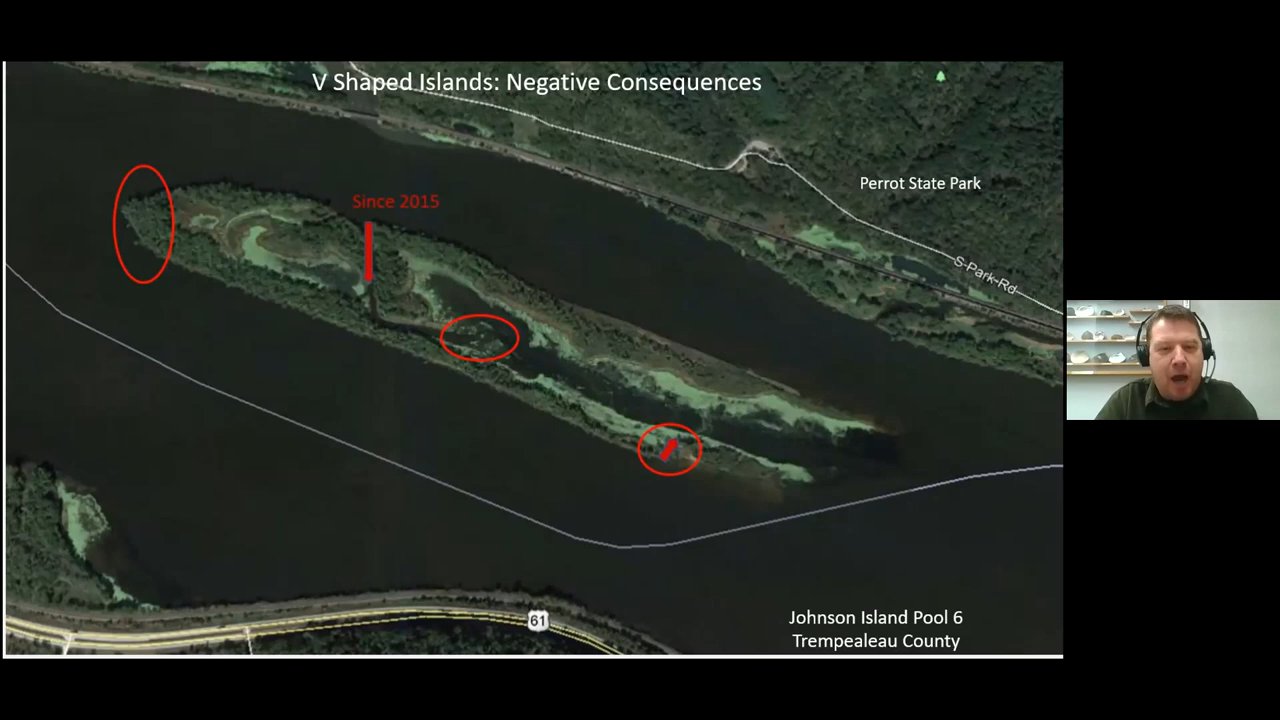 V Shaped Islands: Negative Consequences
Perrot State Park
Since 2015
S-Park-Rd
61
Johnson Island Pool 6
Trempealeau County